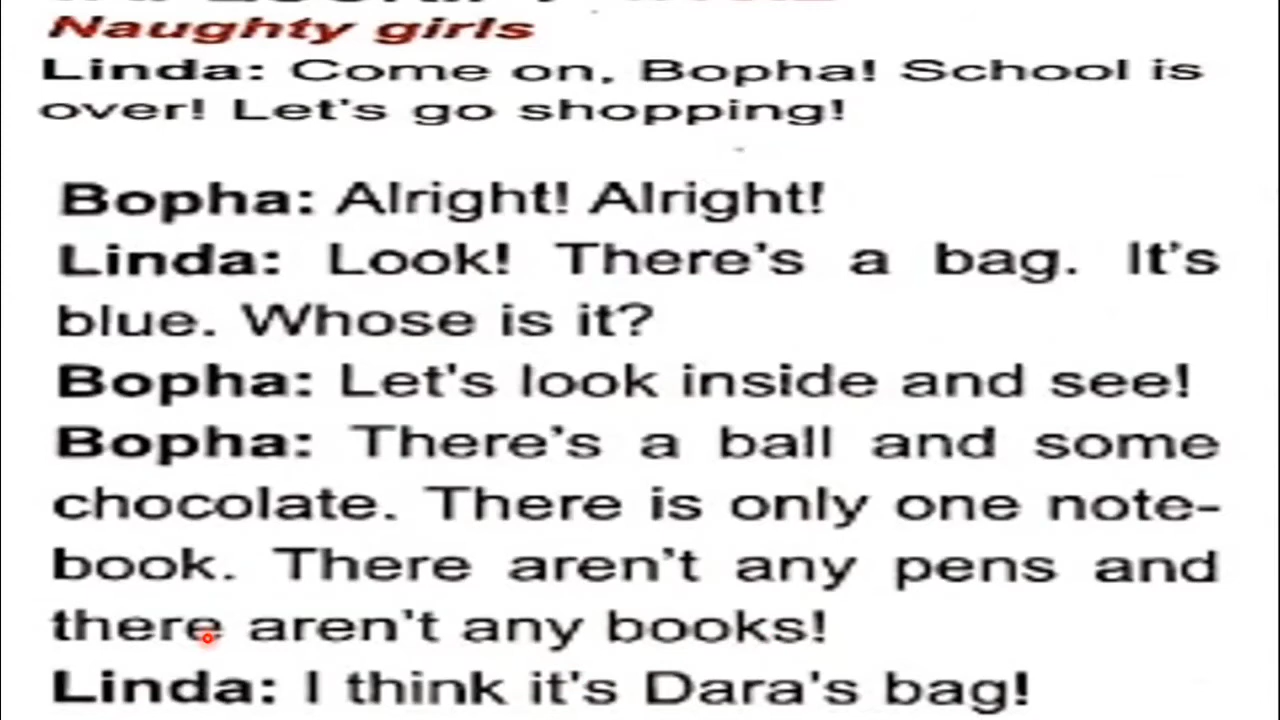 Naughty girls
Linda: Come on, Bopha! School is
over! Let's go shopping!
Bopha: Alright! Alright!
Linda: Look! There's a bag. It's
blue. Whose is it?
Bopha: Let's look inside and see!
Bopha: There's a ball and some
chocolate. There is only one note-
book. There aren't any pens and
there aren't any books!
Linda: I think it's Dara's bag!